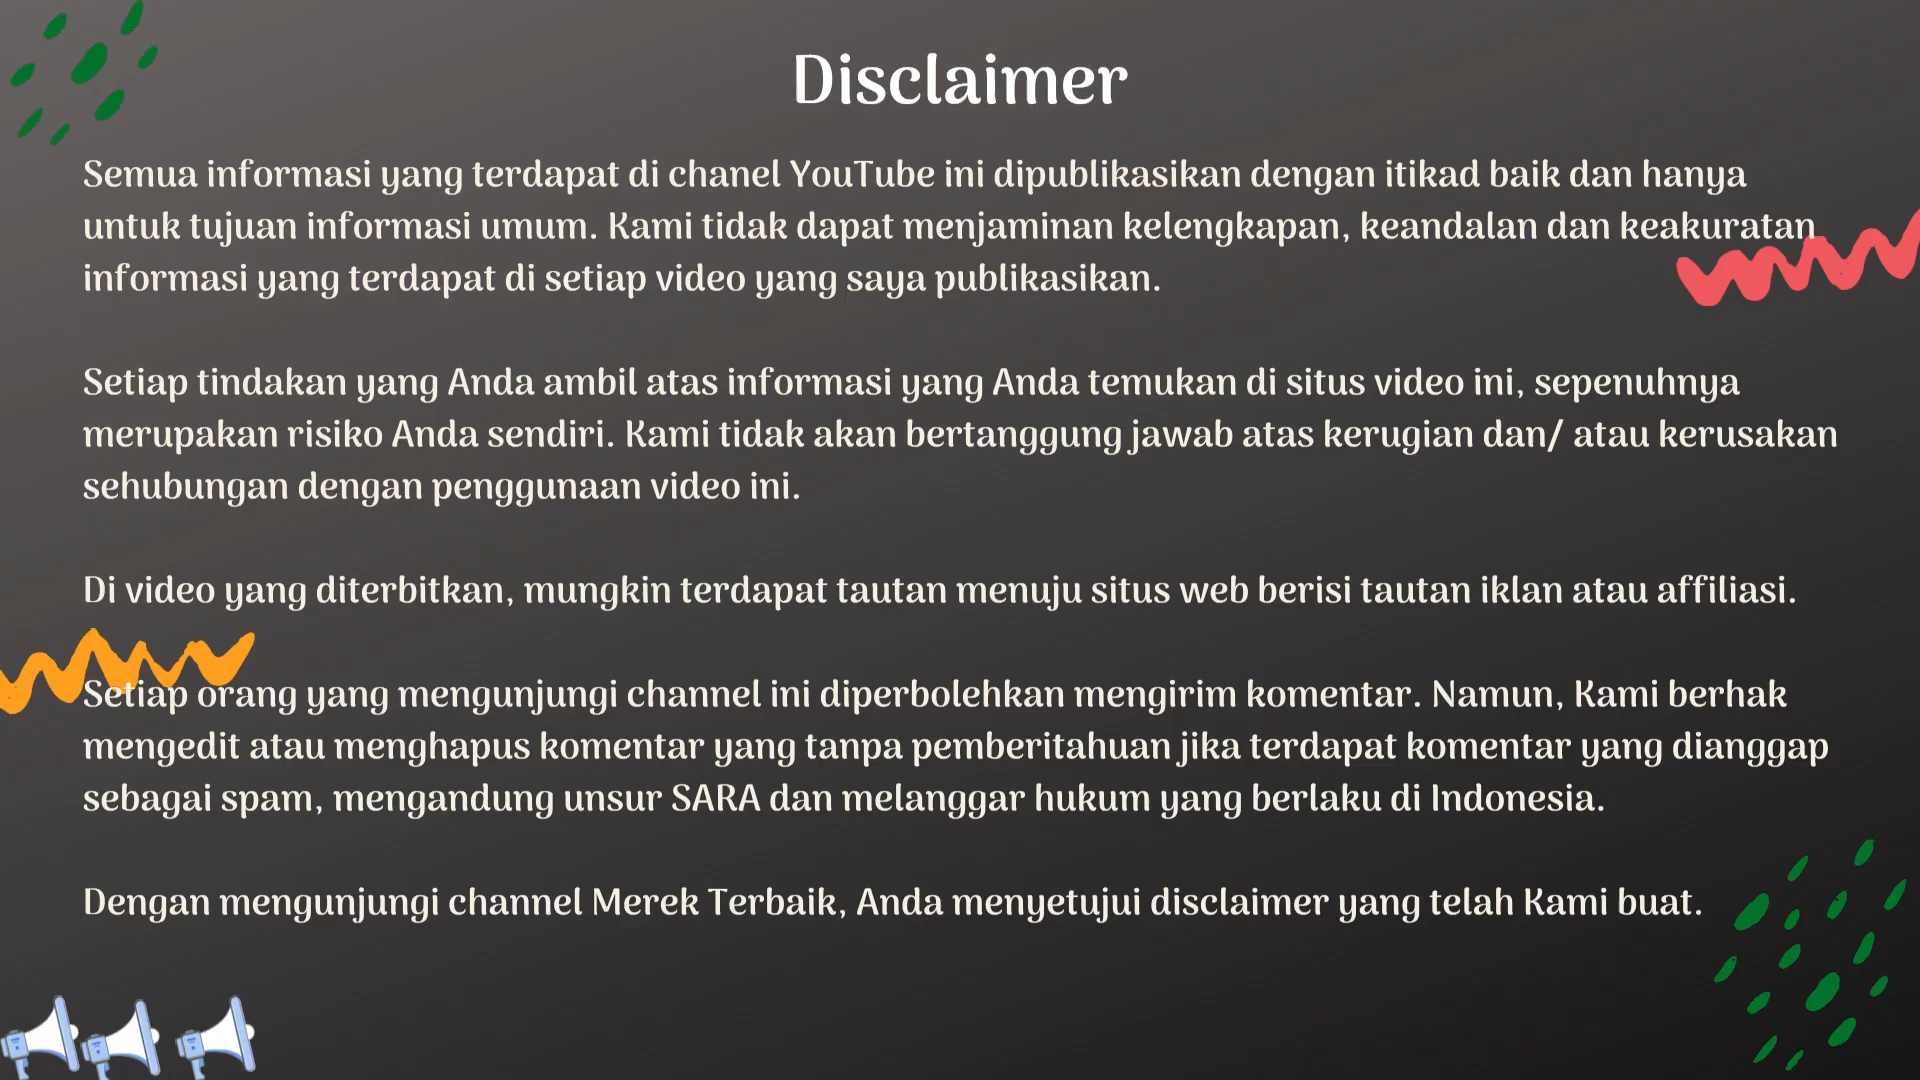 Disclaimer
Semua informasi yang terdapat di chanel YouTube ini dipublikasikan dengan itikad baik dan hanya
untuk tujuan informasi umum. Kami tidak dapat menjaminan kelengkapan, keandalan dan keakuratan
informasi yang terdapat di setiap video yang saya publikasikan.
Setiap tindakan yang Anda ambil atas informasi yang Anda temukan di situs video ini, sepenuhnya
merupakan risiko Anda sendiri. Kami tidak akan bertanggung jawab atas kerugian dan/ atau kerusakan
sehubungan dengan penggunaan video ini.
Di video yang diterbitkan, mungkin terdapat tautan menuju situs web berisi tautan iklan atau affiliasi.
Setiap orang yang mengunjungi channel ini diperbolehkan mengirim komentar. Namun, Kami berhak
mengedit atau menghapus komentar yang tanpa pemberitahuan jika terdapat komentar yang dianggap
sebagai spam, mengandung unsur SARA dan melanggar hukum yang berlaku di Indonesia.
Dengan mengunjungi channel Merek Terbaik, Anda menyetujui disclaimer yang telah Kami buat.